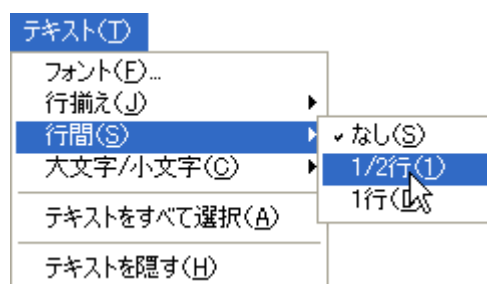 テキスト(T)
フォント(F)...
行揃え(J)
行間(S)
大文字/小文字(C)
テキストをすべて選択(A)
テキストを隠す(H)
なし(S)
1/2行(1)
1行(